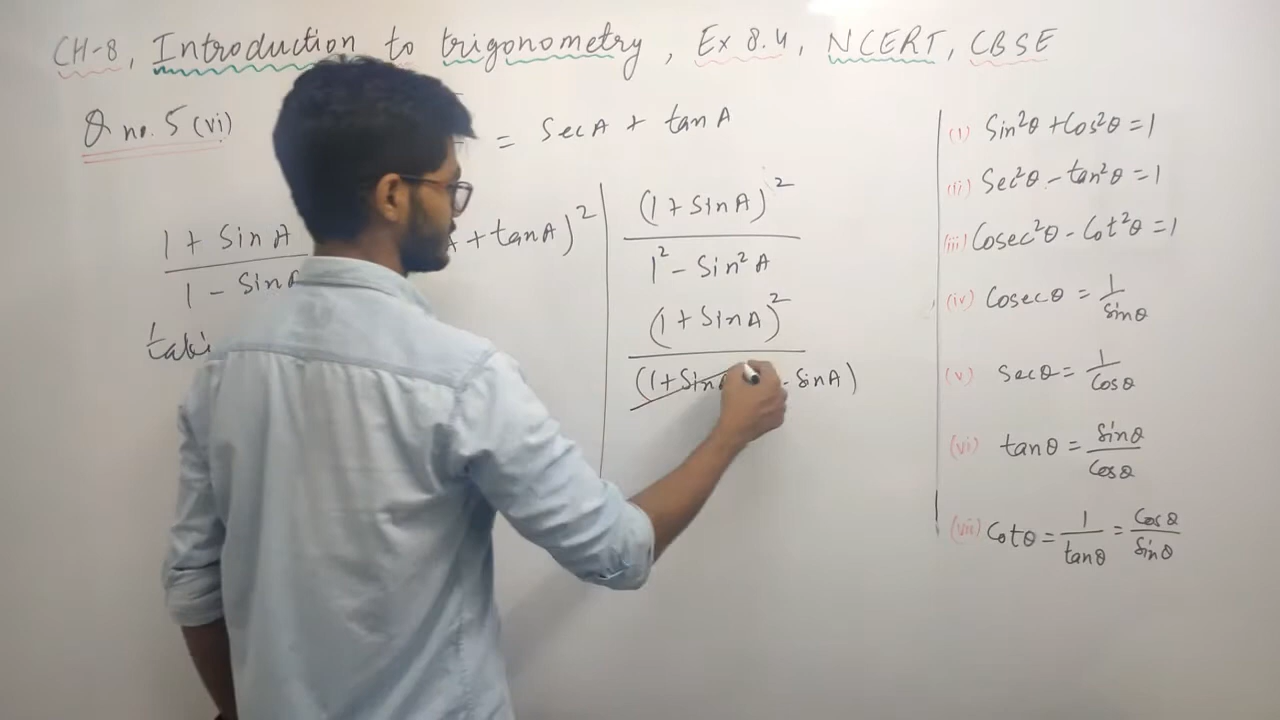 CH-8, Introduction to trigonometry, Ex 8.4, NCERT, CBSE
Q no. 5 (vi)
= SecA + tanA
1 + SinA
1 - Sin
+ tanA)²
(1 + SinA)²
1² - Sin²A
(1 + SinA)²
(1+Sin - SinA)
(i) Sin²θ + Cos²θ = 1
(ii) Sec²θ - tan²θ = 1
(iii) Cosec²θ - Cot²θ = 1
(iv) Cosecθ = 1/Sinθ
(v) Secθ = 1/Cosθ
(vi) tanθ = Sinθ/Cosθ
(vii) Cotθ = 1/tanθ = Cosθ/Sinθ